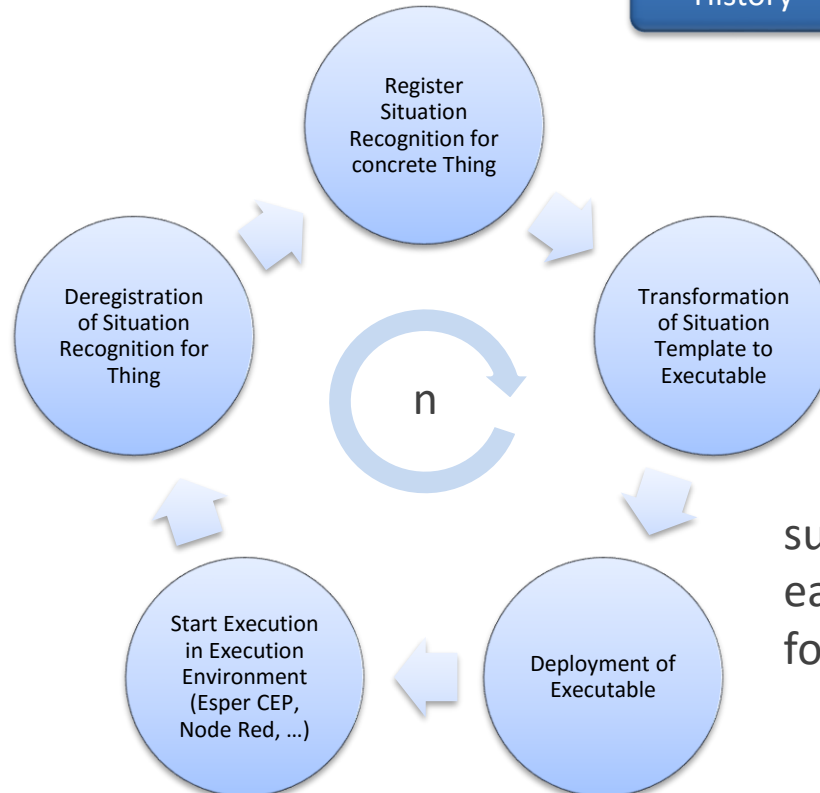 History
Register
Situation
Recognition for
concrete Thing
Deregistration
of Situation
Recognition for
Thing
Transformation
of Situation
Template to
Executable
n
Start Execution
in Execution
Environment
(Esper CEP,
Node Red, …)
Deployment of
Executable